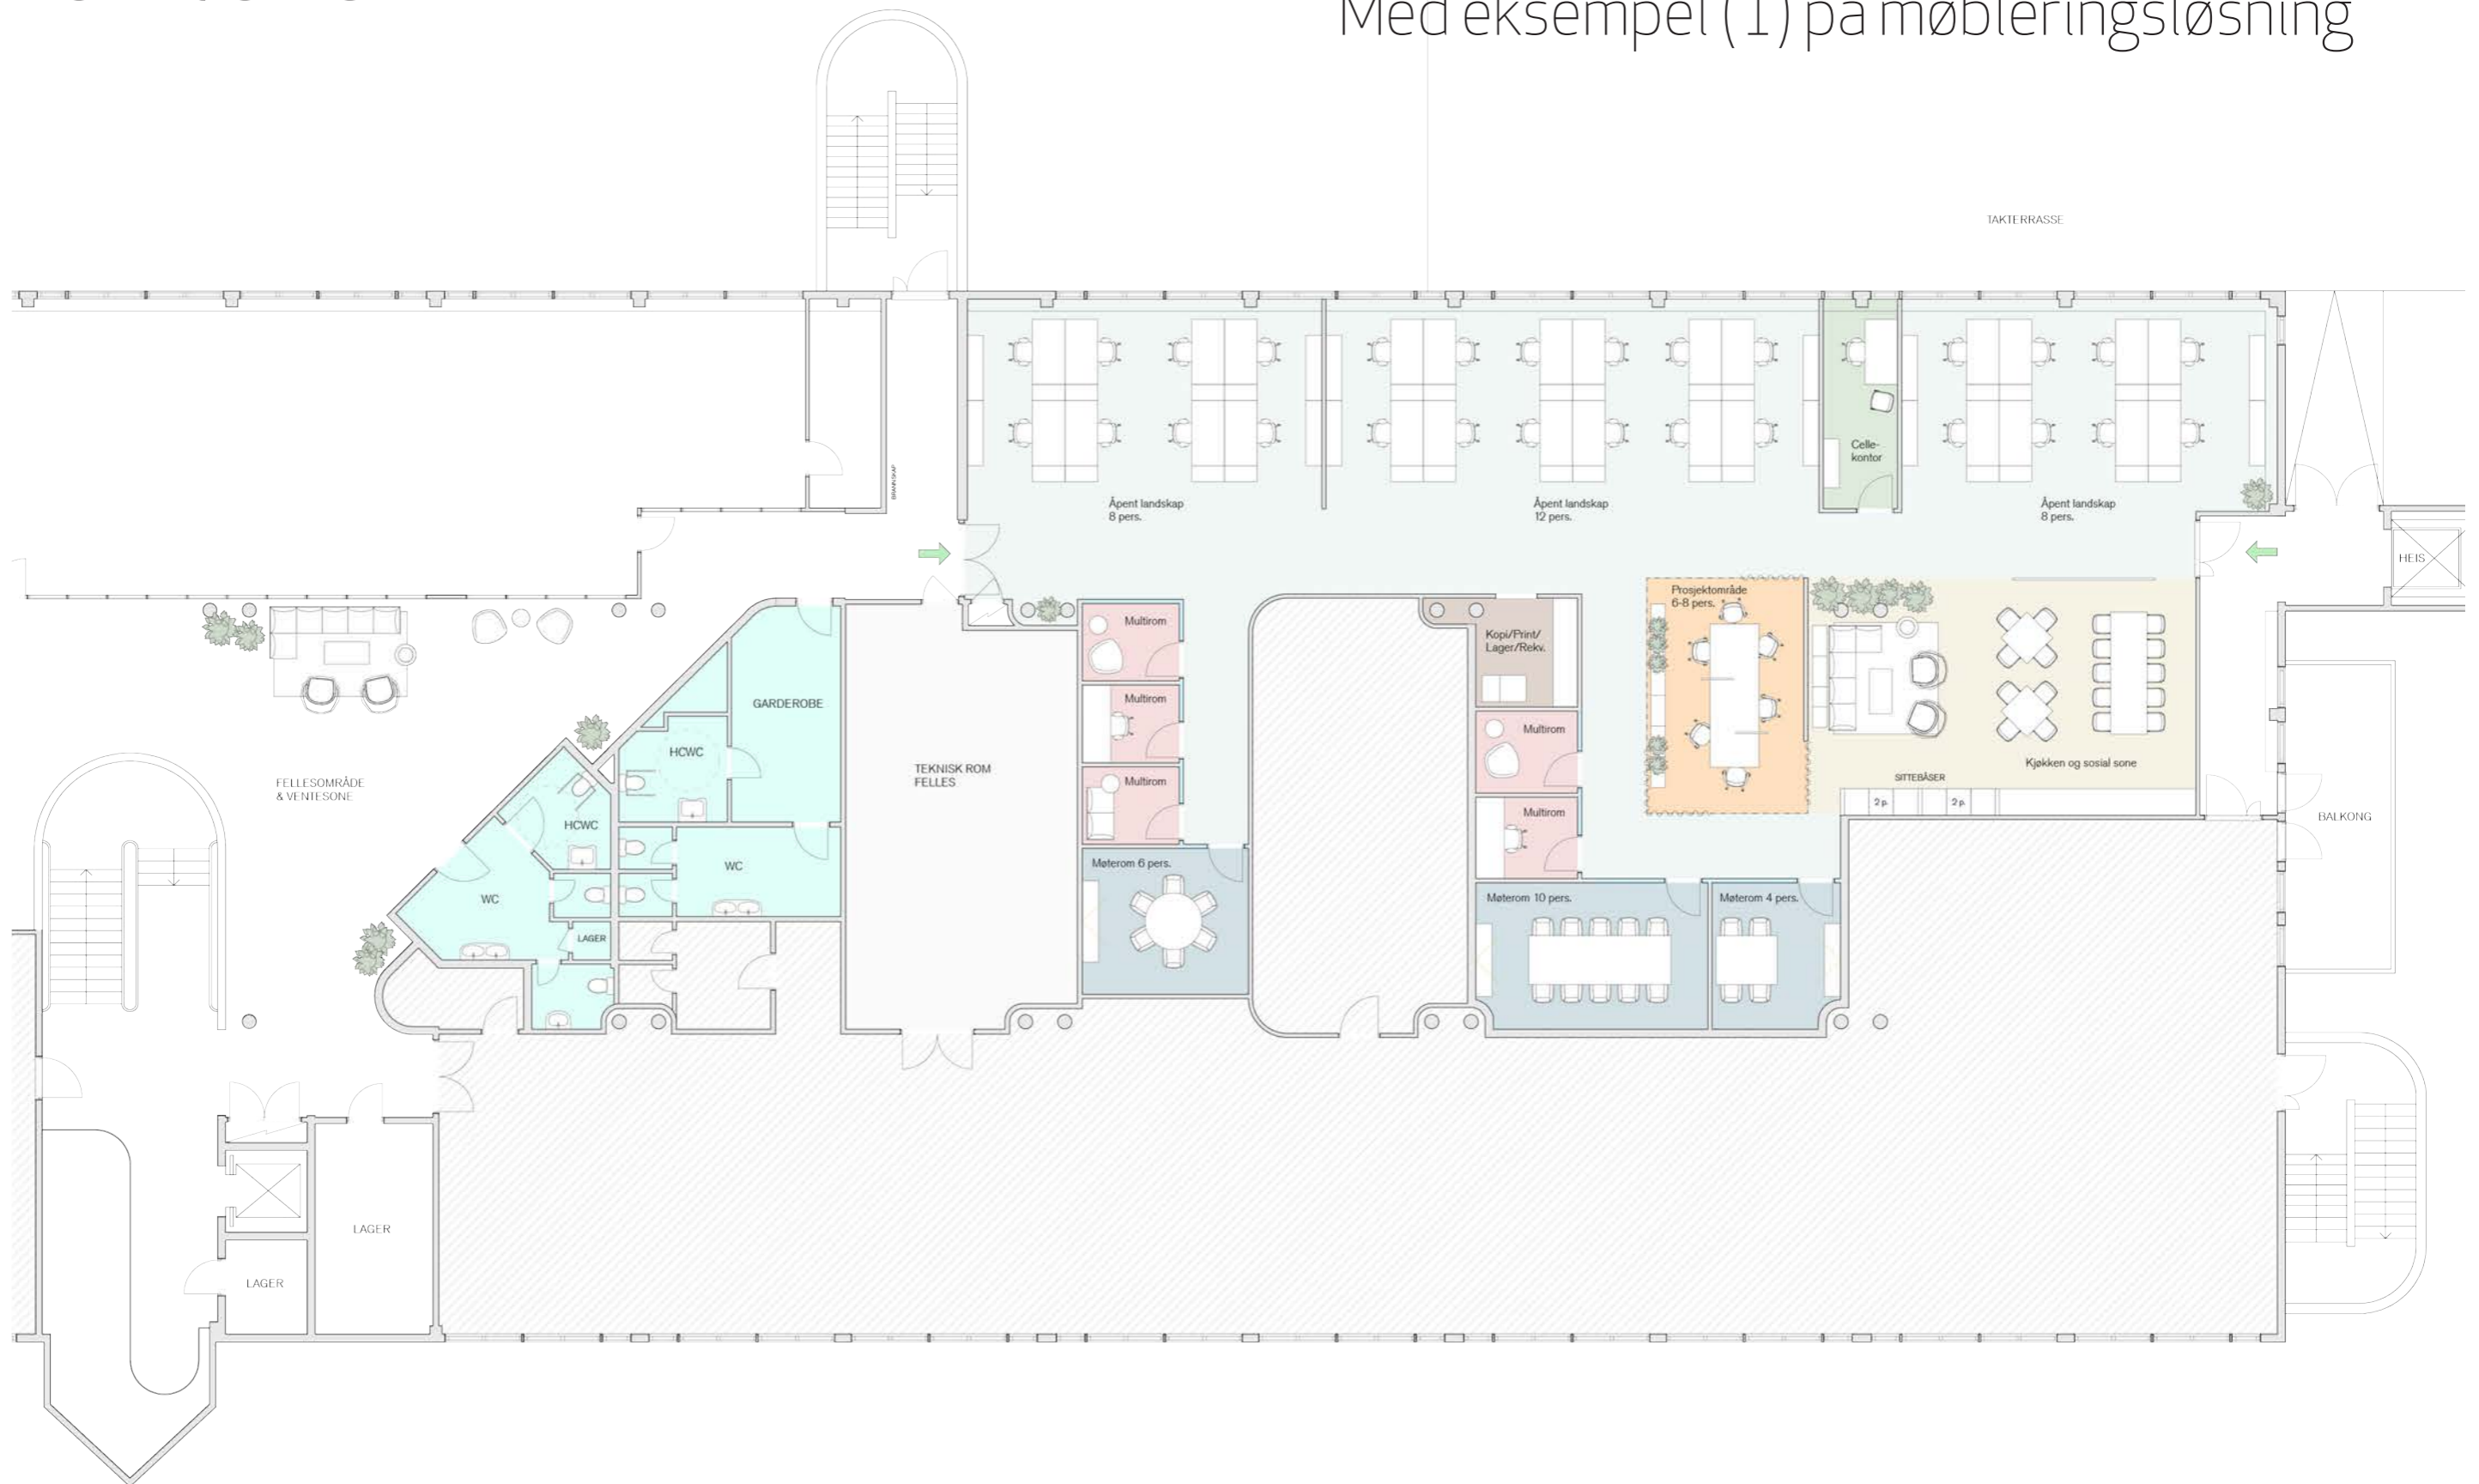 Med eksempel (1) på møbleringsløsning
TAKTERRASSE
BRANNSKAP
Celle-
kontor
Åpent landskap
8 pers.
Åpent landskap
12 pers.
Åpent landskap
8 pers.
HEIS
Prosjektområde
6-8 pers.
Multirom
Kopi/Print/
Lager/Rekv.
Multirom
GARDEROBE
Multirom
HCWC
Kjøkken og sosial sone
TEKNISK ROM
FELLES
SITTEBÅSER
FELLESOMRÅDE
& VENTESONE
Multirom
2 p.
2 p.
Multirom
BALKONG
HCWC
Møterom 6 pers.
WC
WC
Møterom 10 pers.
Møterom 4 pers.
LAGER
LAGER
LAGER